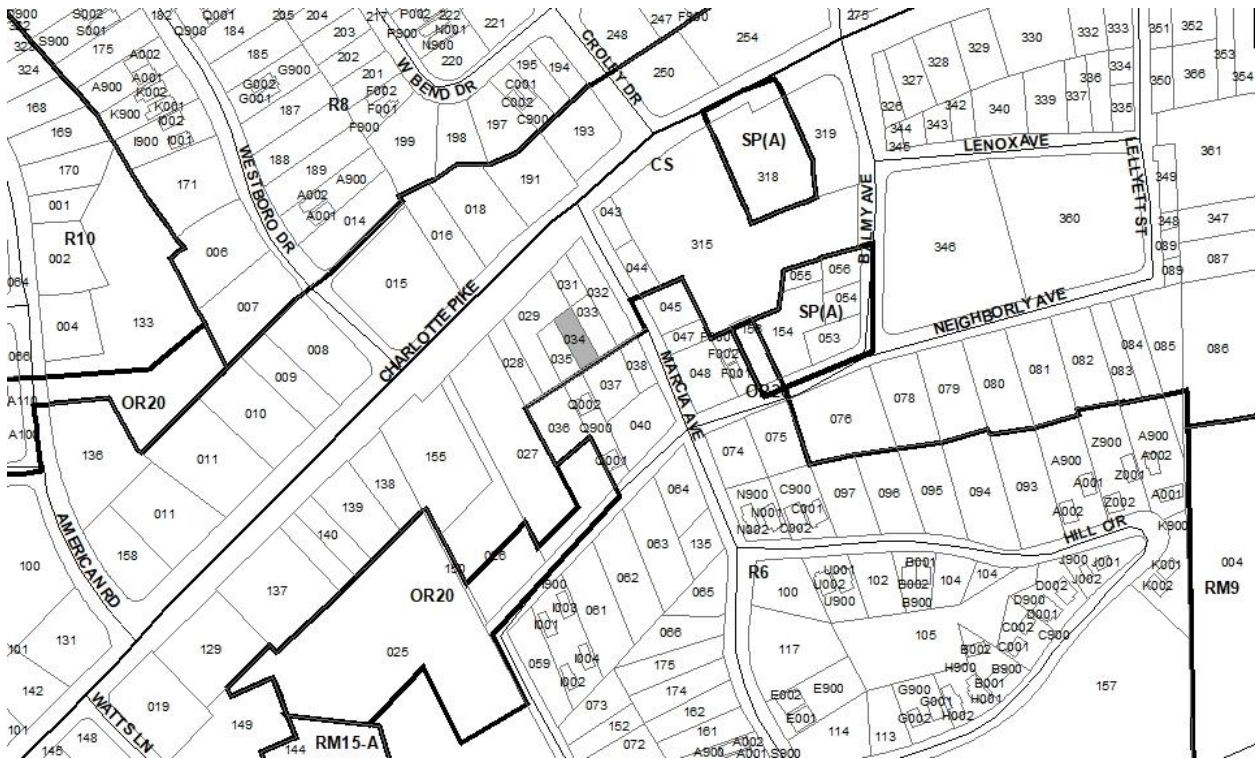 W900
S002
S001
182
Q001
Q900
184
205
204
217
P002
222
P900
N001
N900
220
221
247
F900
248
254
275
329
330
332
333
351
352
S900
175
A002
185
203
202
G900
G002
G001
187
201
F002
F001
F900
R8
W BEND DR
195
194
C001
C002
C900
197
198
199
CROLEY DR
250
193
191
324
168
169
A900
A001
K002
K001
K900
I002
I900
I001
170
171
188
189
A900
A002
A001
014
WESTBORO DR
SP(A)
318
319
CS
328
327
326
342
343
344
345
340
339
337
336
334
335
350
366
353
354
LENOX AVE
LELLYETT ST
361
349
348
347
089
089
087
001
R10
002
004
133
006
007
016
018
015
008
009
010
011
043
044
315
BALMY AVE
346
360
NEIGHBORLY AVE
064
066
OR20
CHARLOTTE PIKE
031
032
033
029
034
035
028
045
047
048
F002
F001
055
056
054
053
154
SP(A)
MARCIA AVE
038
037
Q002
Q900
036
040
027
076
078
079
080
081
082
083
084
085
086
136
011
158
155
138
139
140
AMERICAN RD
100
074
075
N900
N001
N002
C900
C001
C002
097
096
095
094
093
A900
A001
A002
Z900
Z001
Z002
A900
A002
A001
K900
HILL DR
064
063
135
062
065
061
066
R6
100
U001
U002
U900
102
B001
B002
B900
104
104
105
J900
J001
J002
K001
K002
004
RM9
D002
D900
D001
C002
C900
C001
B002
B900
B001
H900
H001
H002
157
137
OR20
025
129
131
101
142
101
019
149
144
148
145
WATTS LN
RM15-A
I900
I003
I001
I004
I002
059
073
175
174
162
161
152
072
117
E002
E900
E001
114
113
G900
G001
G002
A900
A002
A001
S900